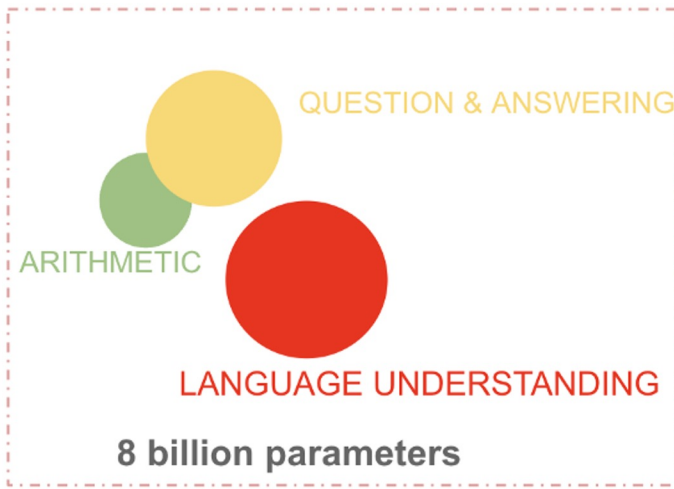 QUESTION & ANSWERING
ARITHMETIC
LANGUAGE UNDERSTANDING
8 billion parameters